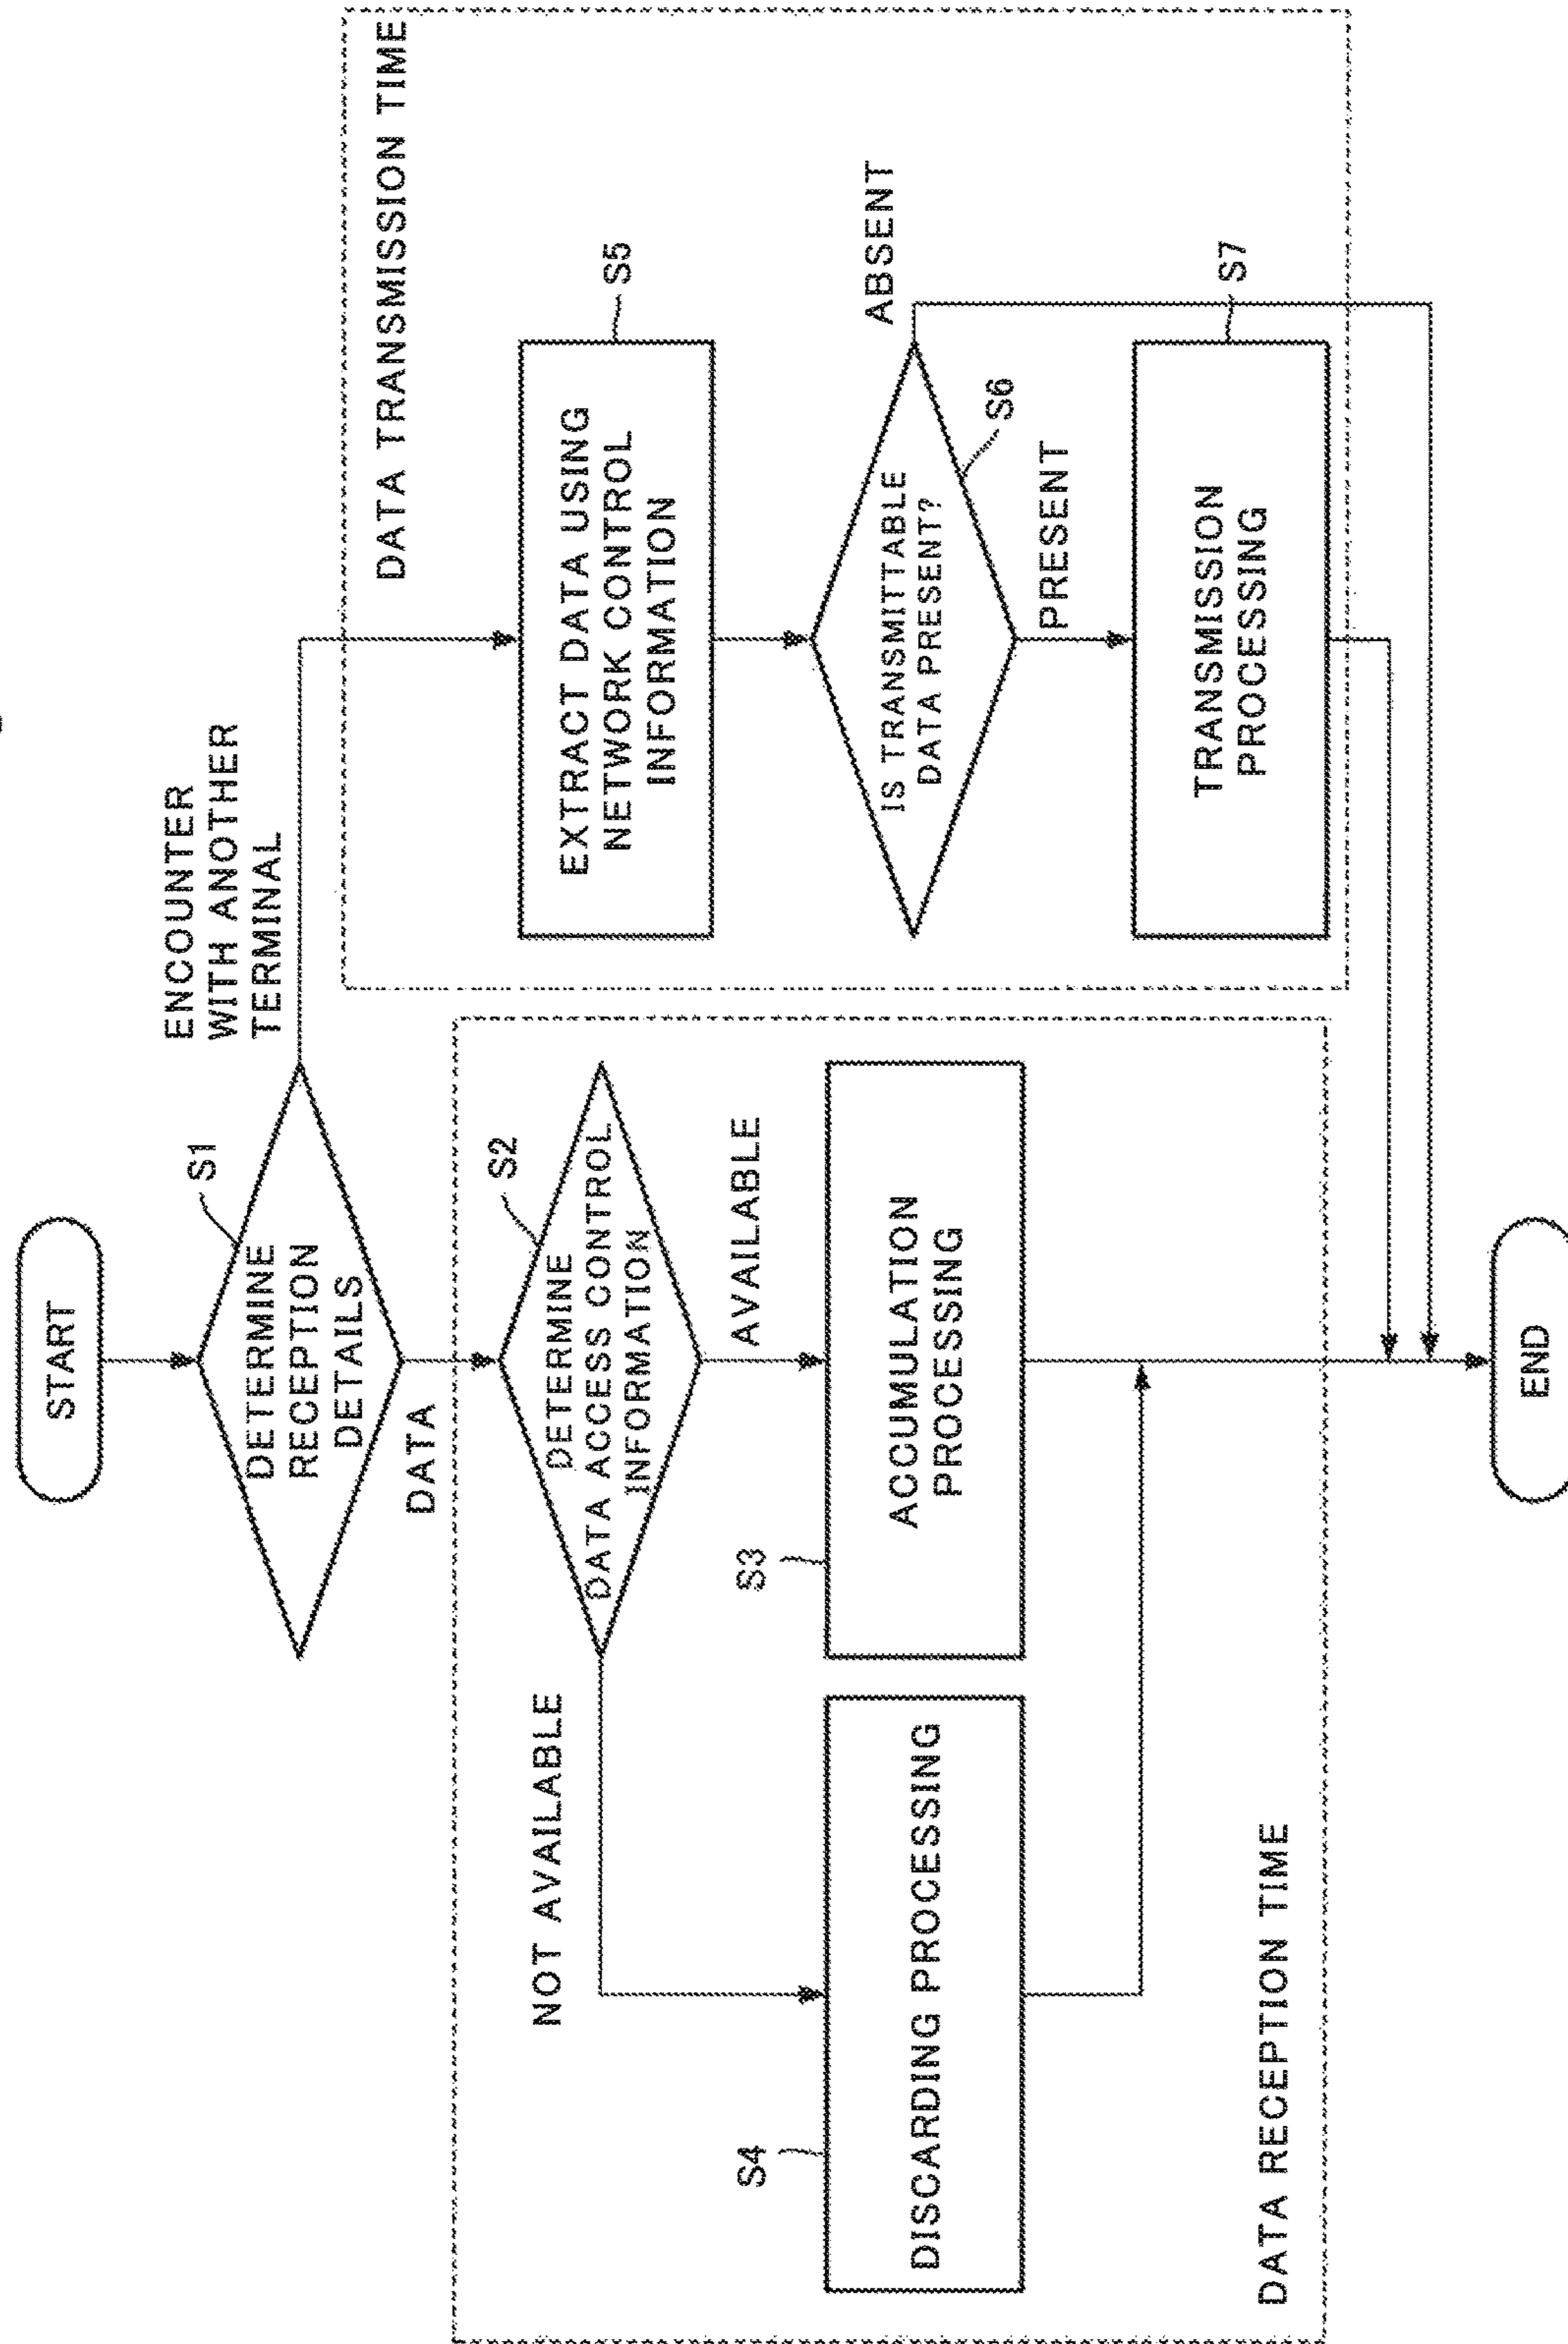 START
S1
DETERMINE
RECEPTION
DETAILS
ENCOUNTER
WITH ANOTHER
TERMINAL
DATA
S2
DETERMINE
DATA ACCESS CONTROL
INFORMATION
NOT AVAILABLE
AVAILABLE
S4
DISCARDING PROCESSING
S3
ACCUMULATION
PROCESSING
DATA RECEPTION TIME
DATA TRANSMISSION TIME
S5
EXTRACT DATA USING
NETWORK CONTROL
INFORMATION
ABSENT
IS TRANSMITTABLE
DATA PRESENT?
S6
PRESENT
S7
TRANSMISSION
PROCESSING
END